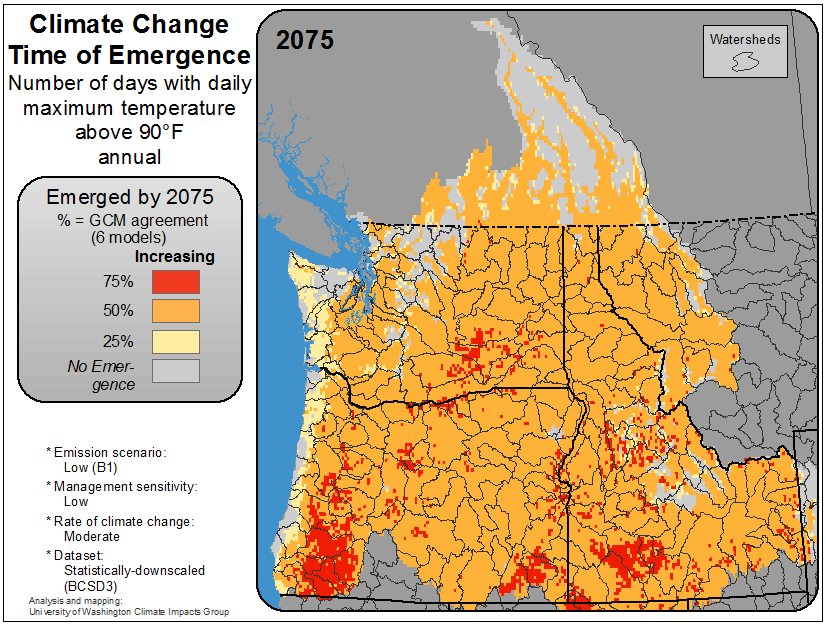 Climate Change
Time of Emergence
Number of days with daily
maximum temperature
above 90°F
annual
Emerged by 2075
% = GCM agreement
(6 models)
Increasing
75%
50%
25%
No Emer-
gence
* Emission scenario:
Low (B1)
* Management sensitivity:
Low
* Rate of climate change:
Moderate
* Dataset:
Statistically-downscaled
(BCSD3)
Analysis and mapping:
University of Washington Climate Impacts Group
2075
Watersheds